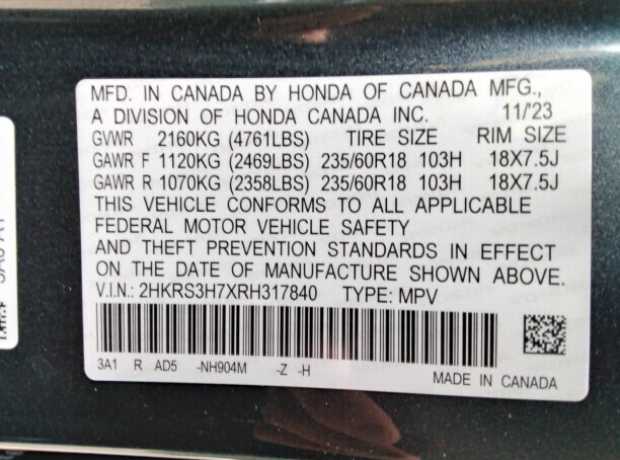 MFD. IN CANADA BY HONDA OF CANADA MFG.,
A DIVISION OF HONDA CANADA INC. 11/23
GVWR 2160KG (4761LBS) TIRE SIZE RIM SIZE
GAWR F 1120KG (2469LBS) 235/60R18 103H 18X7.5J
GAWR R 1070KG (2358LBS) 235/60R18 103H 18X7.5J
THIS VEHICLE CONFORMS TO ALL APPLICABLE
FEDERAL MOTOR VEHICLE SAFETY
AND THEFT PREVENTION STANDARDS IN EFFECT
ON THE DATE OF MANUFACTURE SHOWN ABOVE.
V.I.N.: 2HKRS3H7XRH317840 TYPE: MPV
3A1 R AD5 -NH904M -Z -H
MADE IN CANADA